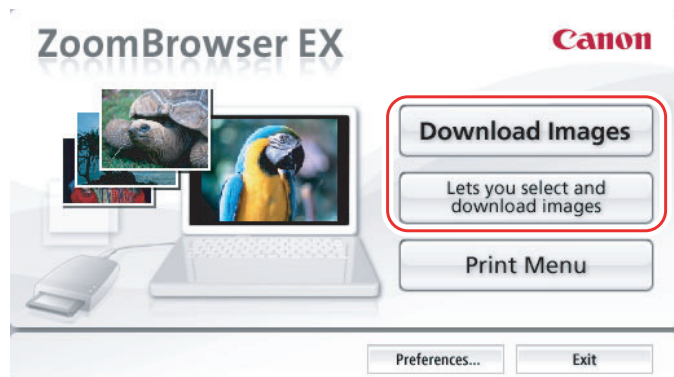 ZoomBrowser EX
Canon
Download Images
Lets you select and
download images
Print Menu
Preferences...
Exit